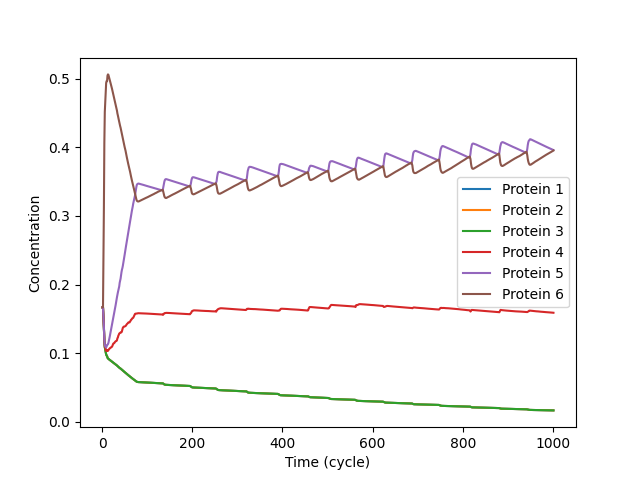 0.5
0.4
0.3
0.2
0.1
0.0
Concentration
Protein 1
Protein 2
Protein 3
Protein 4
Protein 5
Protein 6
0 200 400 600 800 1000
Time (cycle)